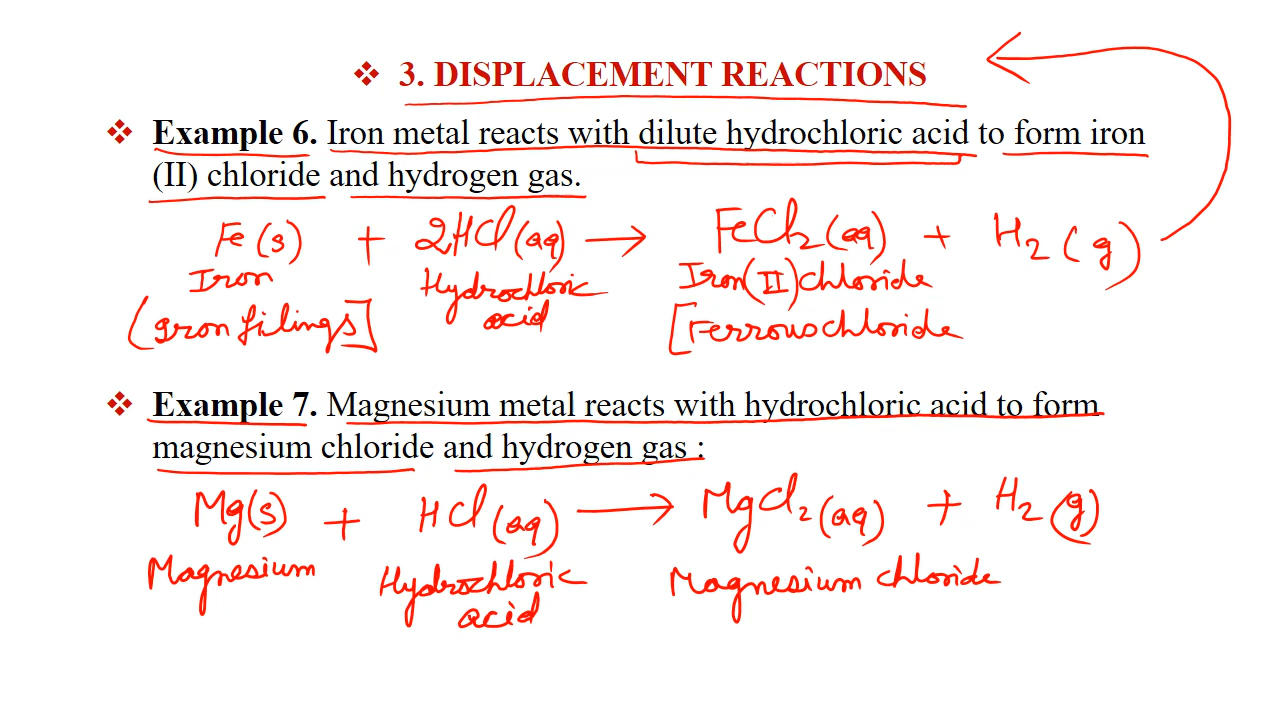 ❖ 3. DISPLACEMENT REACTIONS
❖ Example 6. Iron metal reacts with dilute hydrochloric acid to form iron
(II) chloride and hydrogen gas.
Fe(s) + 2HCl(aq) → FeCl₂(aq) + H₂(g)
Iron Hydrochloric acid Iron(II)chloride
(Iron filings] [Ferrouschloride
❖ Example 7. Magnesium metal reacts with hydrochloric acid to form
magnesium chloride and hydrogen gas :
Mg(s) + HCl(aq) → MgCl₂(aq) + H₂(g)
Magnesium Hydrochloric acid Magnesium chloride